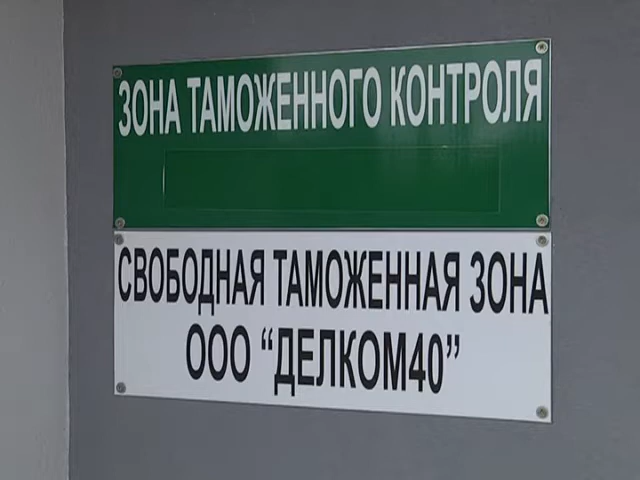 ЗОНА ТАМОЖЕННОГО КОНТРОЛЯ
СВОБОДНАЯ ТАМОЖЕННАЯ ЗОНА
ООО “ДЕЛКОМ40”